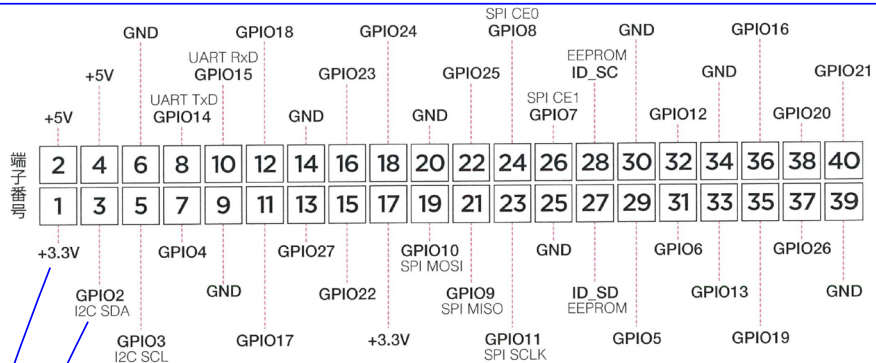 SPI CE0
GND GPIO18 GPIO24 GPIO8 GND GPIO16
UART RxD EEPROM
+5V GPIO15 GPIO23 GPIO25 ID_SC GND GPIO21
UART TxD SPI CE1
+5V GPIO14 GND GND GPIO7 GPIO12 GPIO20
端子番号
2 4 6 8 10 12 14 16 18 20 22 24 26 28 30 32 34 36 38 40
1 3 5 7 9 11 13 15 17 19 21 23 25 27 29 31 33 35 37 39
+3.3V GPIO4 GPIO27 GPIO10 GND GPIO6 GPIO26
SPI MOSI
GPIO2 GND GPIO22 GPIO9 ID_SD GPIO13 GND
I2C SDA SPI MISO EEPROM
GPIO3 GPIO17 +3.3V GPIO11 GPIO5 GPIO19
I2C SCL SPI SCLK